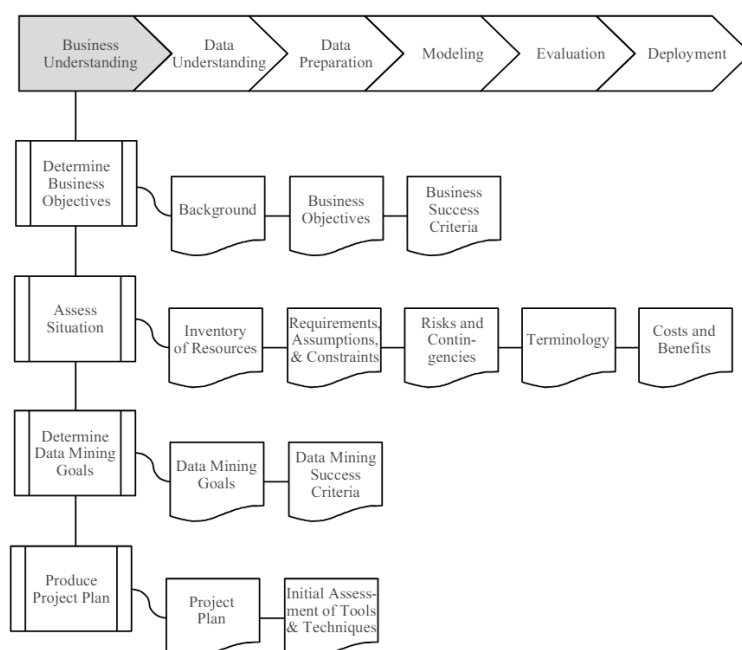 Business
Understanding
Data
Understanding
Data
Preparation
Modeling
Evaluation
Deployment
Determine
Business
Objectives
Background
Business
Objectives
Business
Success
Criteria
Assess
Situation
Inventory
of Resources
Requirements,
Assumptions,
& Constraints
Risks and
Contin-
gencies
Terminology
Costs and
Benefits
Determine
Data Mining
Goals
Data Mining
Goals
Data Mining
Success
Criteria
Produce
Project Plan
Project
Plan
Initial Assess-
ment of Tools
& Techniques